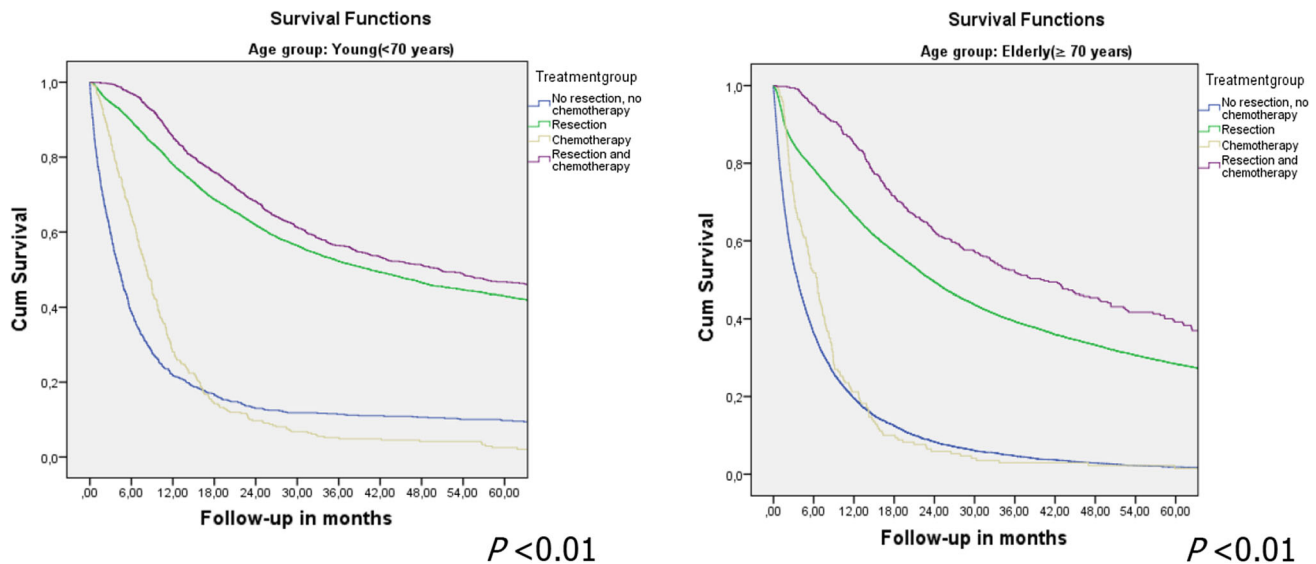 Survival Functions
Age group: Young(<70 years)
Treatmentgroup
No resection, no
chemotherapy
Resection
Chemotherapy
Resection and
chemotherapy
Cum Survival
1,0
0,8
0,6
0,4
0,2
0,0
,00 6,00 12,00 18,00 24,00 30,00 36,00 42,00 48,00 54,00 60,00
Follow-up in months
P <0.01
Survival Functions
Age group: Elderly(≥ 70 years)
Treatmentgroup
No resection, no
chemotherapy
Resection
Chemotherapy
Resection and
chemotherapy
Cum Survival
1,0
0,8
0,6
0,4
0,2
0,0
,00 6,00 12,00 18,00 24,00 30,00 36,00 42,00 48,00 54,00 60,00
Follow-up in months
P <0.01